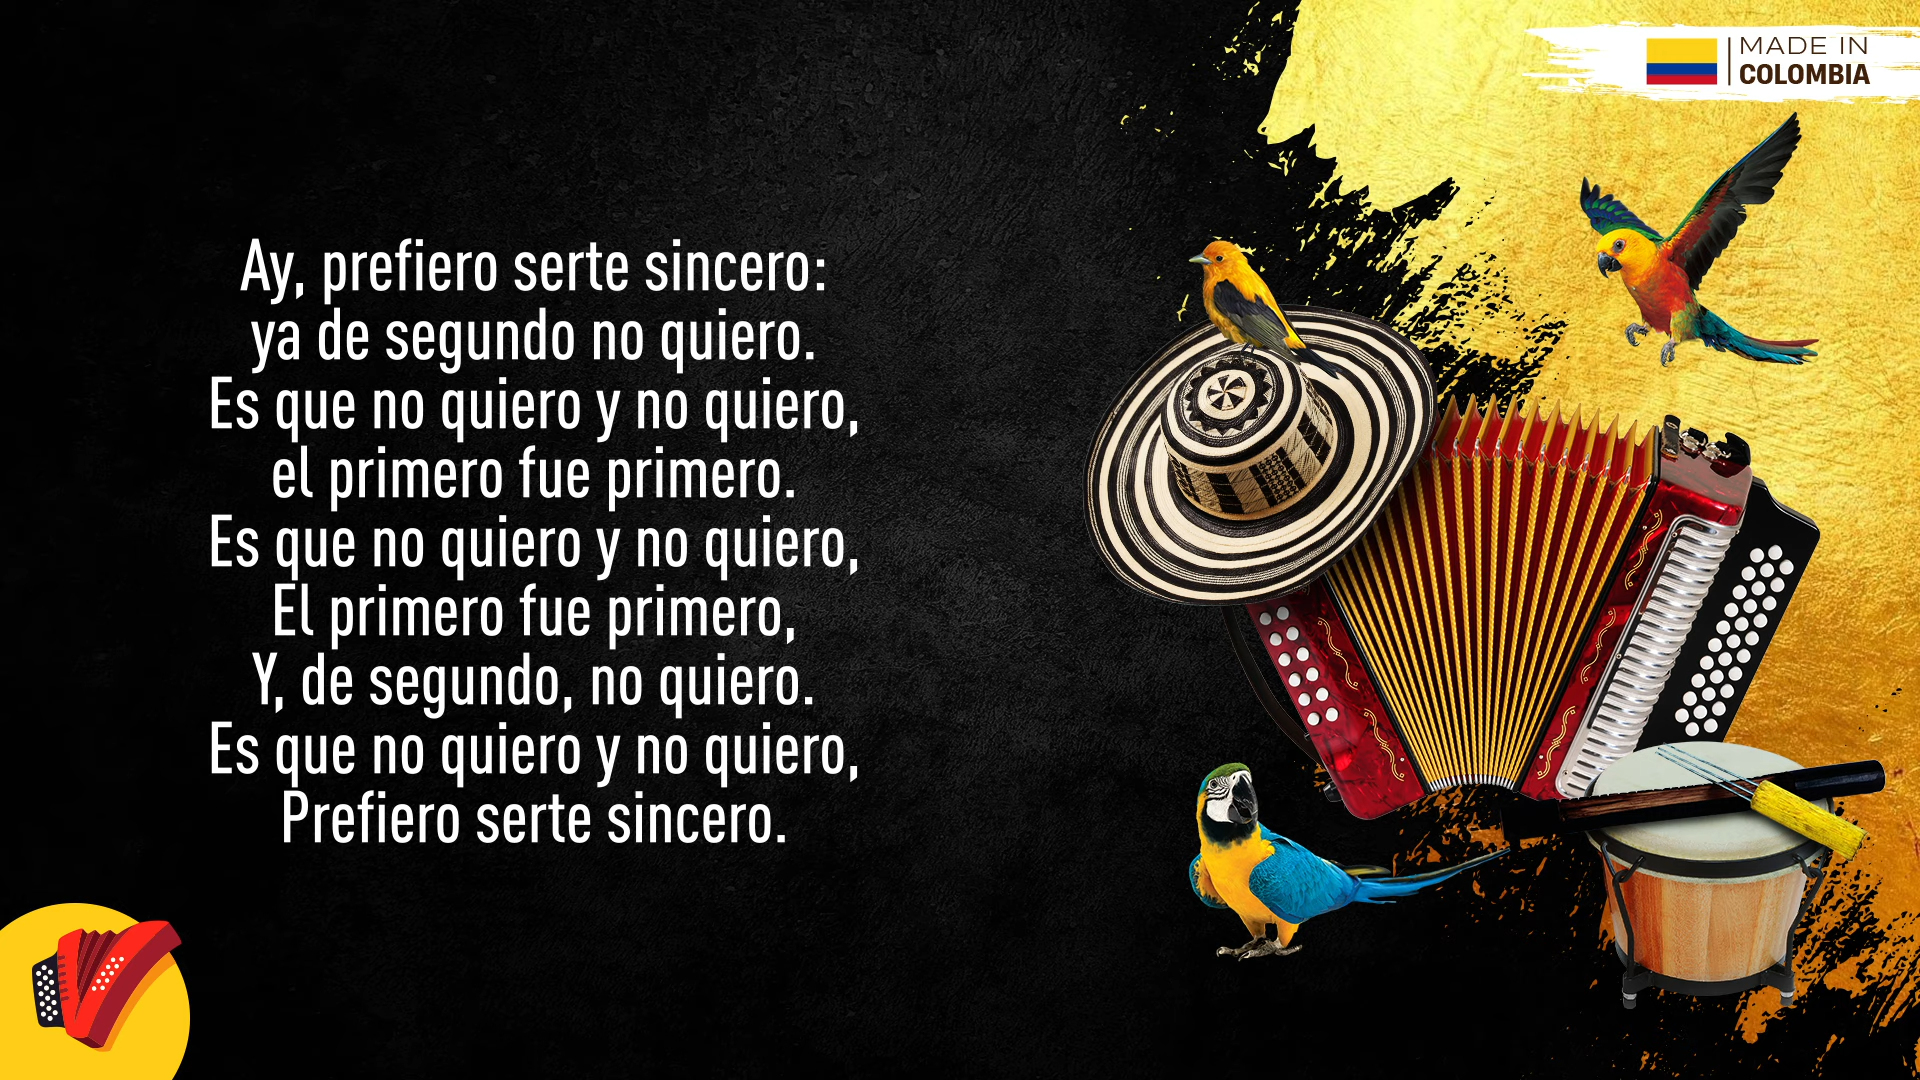 MADE IN
COLOMBIA
Ay, prefiero serte sincero:
ya de segundo no quiero.
Es que no quiero y no quiero,
el primero fue primero.
Es que no quiero y no quiero,
El primero fue primero,
Y, de segundo, no quiero.
Es que no quiero y no quiero,
Prefiero serte sincero.